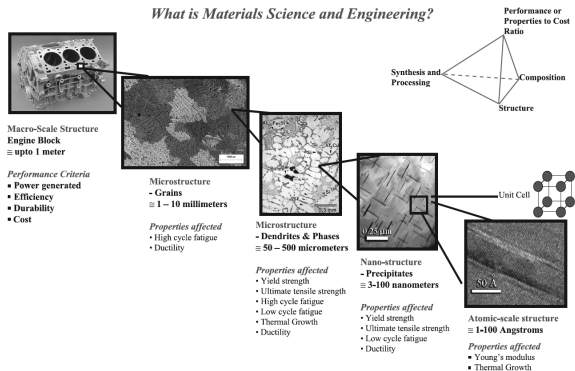 What is Materials Science and Engineering?
Performance or
Properties to Cost
Ratio
Synthesis and
Processing
Composition
Structure
Macro-Scale Structure
Engine Block
≅ upto 1 meter
Performance Criteria
▪ Power generated
▪ Efficiency
▪ Durability
▪ Cost
Microstructure
- Grains
≅ 1 – 10 millimeters
Properties affected
• High cycle fatigue
• Ductility
Microstructure
- Dendrites & Phases
≅ 50 – 500 micrometers
Properties affected
• Yield strength
• Ultimate tensile strength
• High cycle fatigue
• Low cycle fatigue
• Thermal Growth
• Ductility
0.25 µm
Nano-structure
- Precipitates
≅ 3-100 nanometers
Properties affected
• Yield strength
• Ultimate tensile strength
• Low cycle fatigue
• Ductility
Unit Cell
50 Å
Atomic-scale structure
≅ 1-100 Angstroms
Properties affected
▪ Young's modulus
▪ Thermal Growth